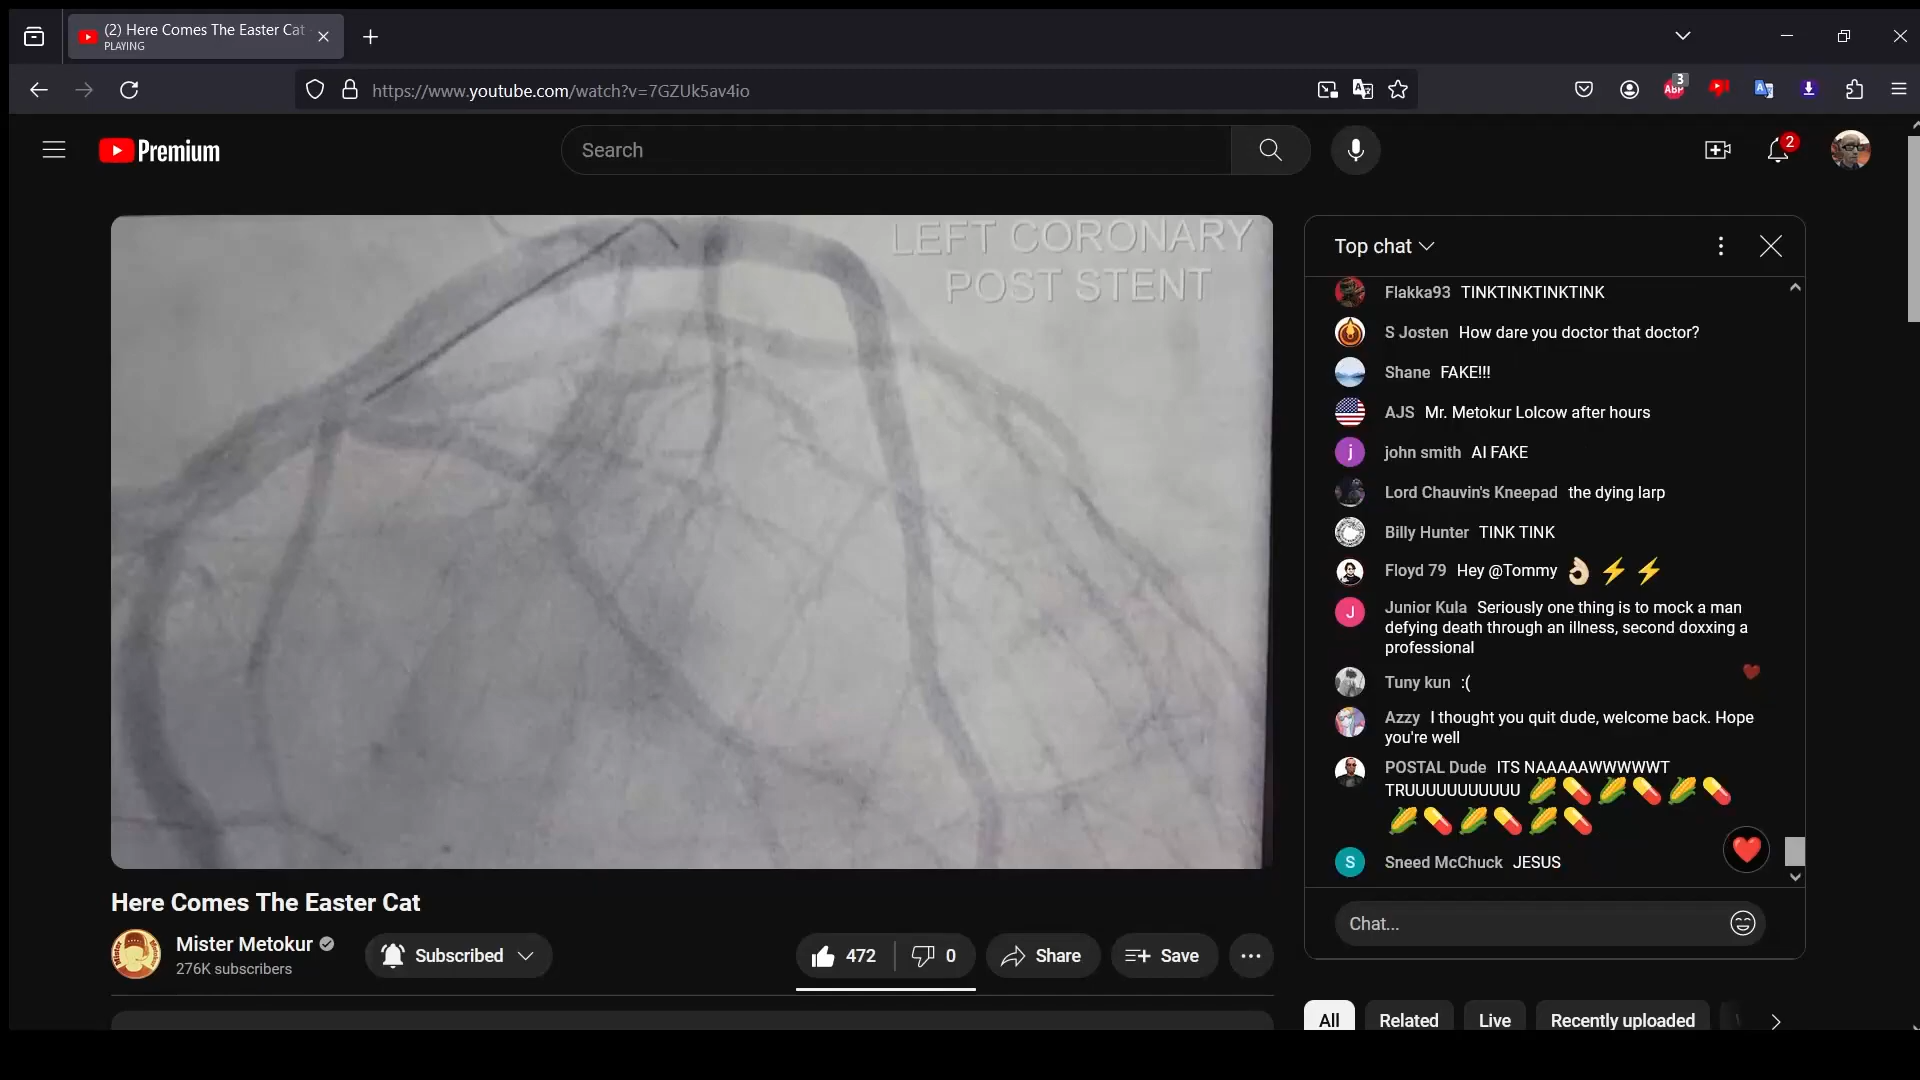 (2) Here Comes The Easter Cat
PLAYING
https://www.youtube.com/watch?v=7GZUk5av4io
3
ABP
Premium
Search
2
LEFT CORONARY
POST STENT
Top chat
Flakka93 TINKTINKTINKTINK
S Josten How dare you doctor that doctor?
Shane FAKE!!!
AJS Mr. Metokur Lolcow after hours
j john smith AI FAKE
Lord Chauvin's Kneepad the dying larp
Billy Hunter TINK TINK
Floyd 79 Hey @Tommy 👌🏻⚡⚡
J Junior Kula Seriously one thing is to mock a man
defying death through an illness, second doxxing a
professional
Tuny kun :(
Azzy I thought you quit dude, welcome back. Hope
you're well
POSTAL Dude ITS NAAAAAWWWWWT
TRUUUUUUUUUUU 🌽💊🌽💊🌽💊
🌽💊🌽💊🌽💊
S Sneed McChuck JESUS
Chat...
Here Comes The Easter Cat
Mister Metokur
276K subscribers
Subscribed
472
0
Share
Save
All
Related
Live
Recently uploaded